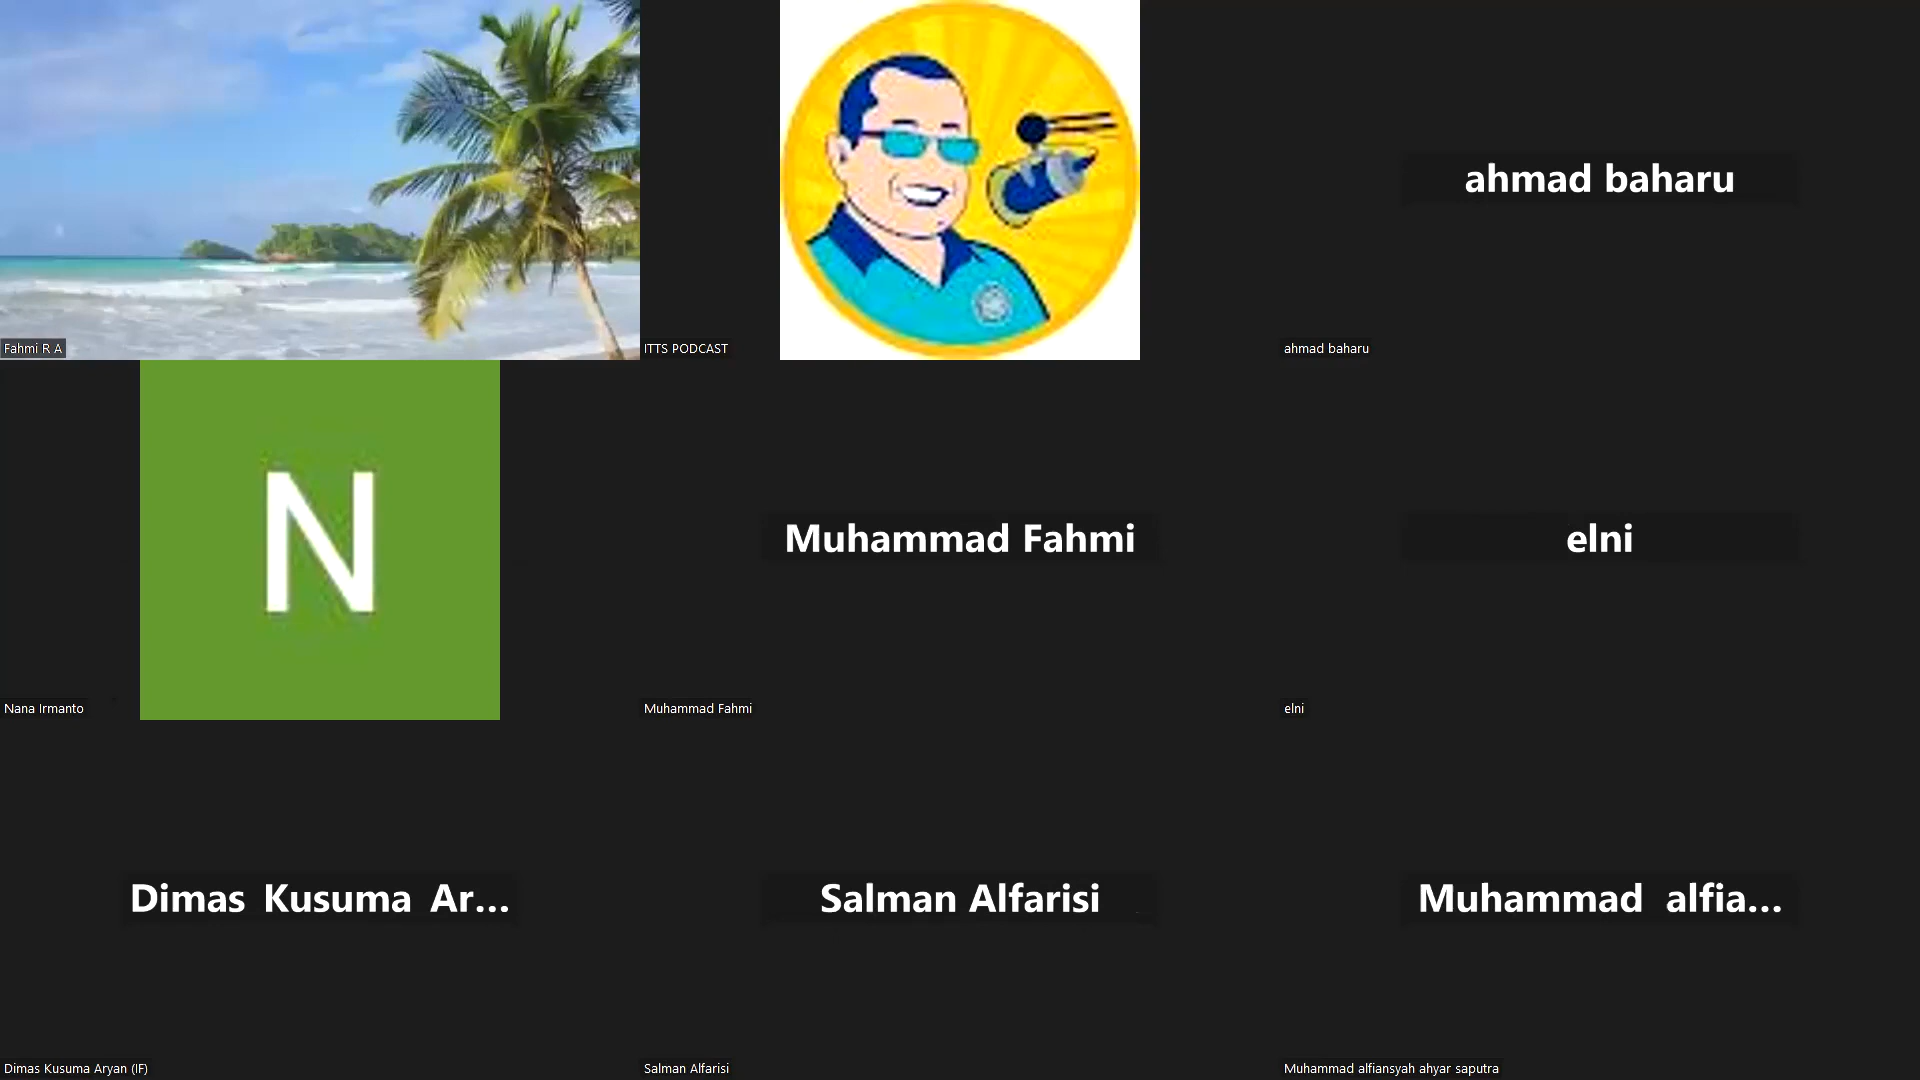 ahmad baharu
Fahmi R A
ITTS PODCAST
ahmad baharu
N
Muhammad Fahmi
elni
Nana Irmanto
Muhammad Fahmi
elni
Dimas Kusuma Ar...
Salman Alfarisi
Muhammad alfia...
Dimas Kusuma Aryan (IF)
Salman Alfarisi
Muhammad alfiansyah ahyar saputra